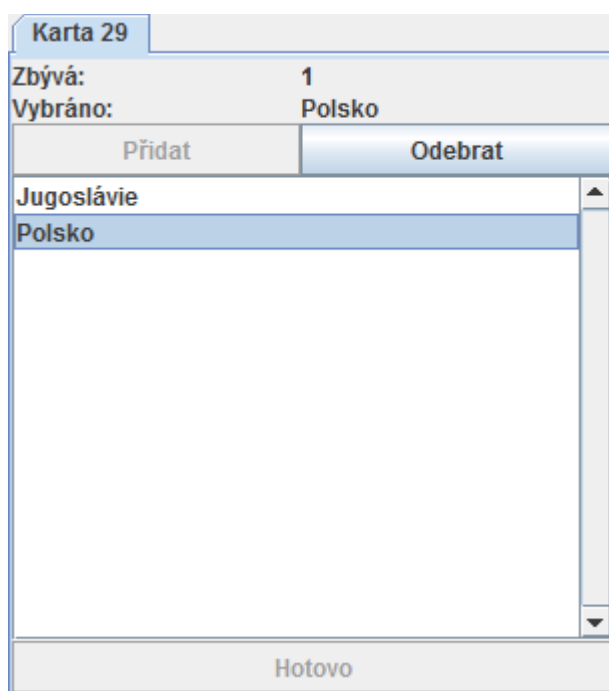 Karta 29
Zbývá: 1
Vybráno: Polsko
Přidat Odebrat
Jugoslávie
Polsko
Hotovo